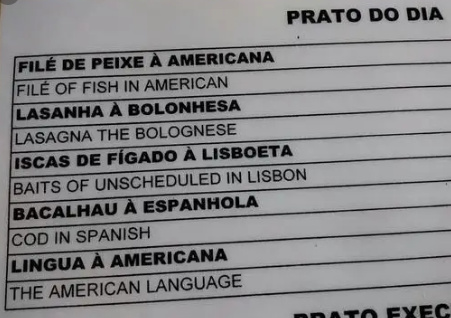 PRATO DO DIA
FILÉ DE PEIXE À AMERICANA
FILÉ OF FISH IN AMERICAN
LASANHA À BOLONHESA
LASAGNA THE BOLOGNESE
ISCAS DE FÍGADO À LISBOETA
BAITS OF UNSCHEDULED IN LISBON
BACALHAU À ESPANHOLA
COD IN SPANISH
LINGUA À AMERICANA
THE AMERICAN LANGUAGE
PRATO EXEC